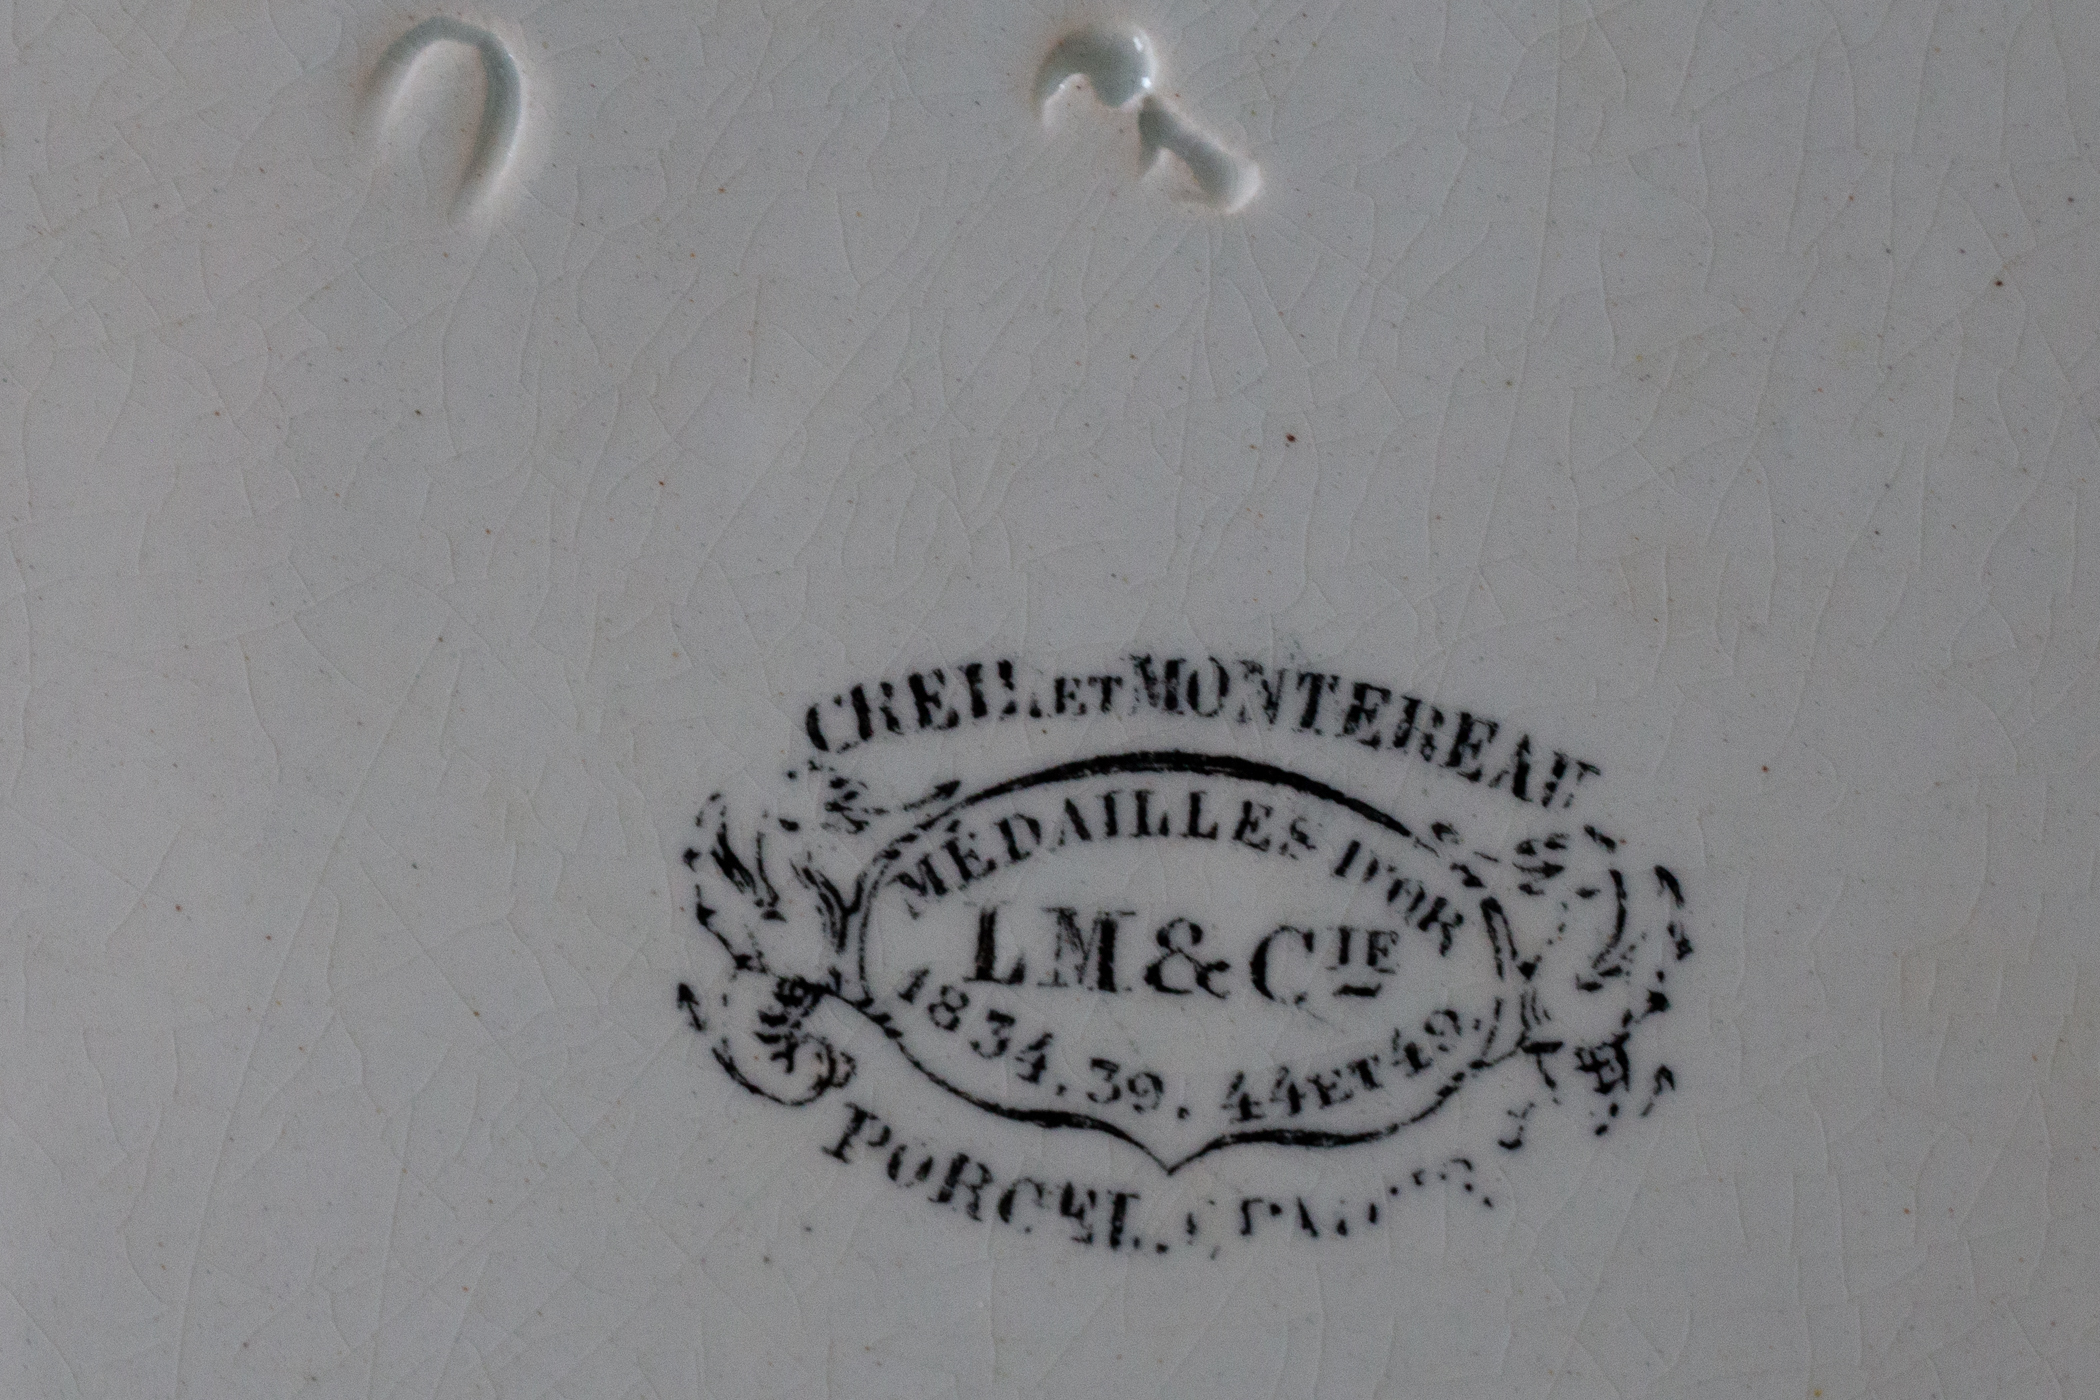 CREIL ET MONTEREAU
MÉDAILLES D'OR
LM & CIE
1834. 39. 44 ET 49.